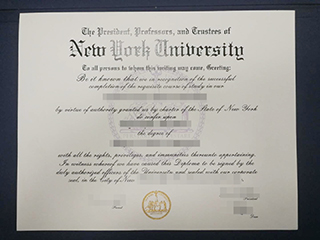 The President, Professors, and Trustees of
New York University
To all persons to whom this writing may come, Greeting:
Be it known that we in recognition of the successful
completion of the requisite course of study in our
by virtue of authority granted us by charter of the State of New York
do confer upon
the degree of
with all the rights, privileges, and immunities thereunto appertaining.
In witness whereof we have caused this Diploma to be signed by the
duly authorized officers of the University and sealed with our corporate
seal, in the City of New